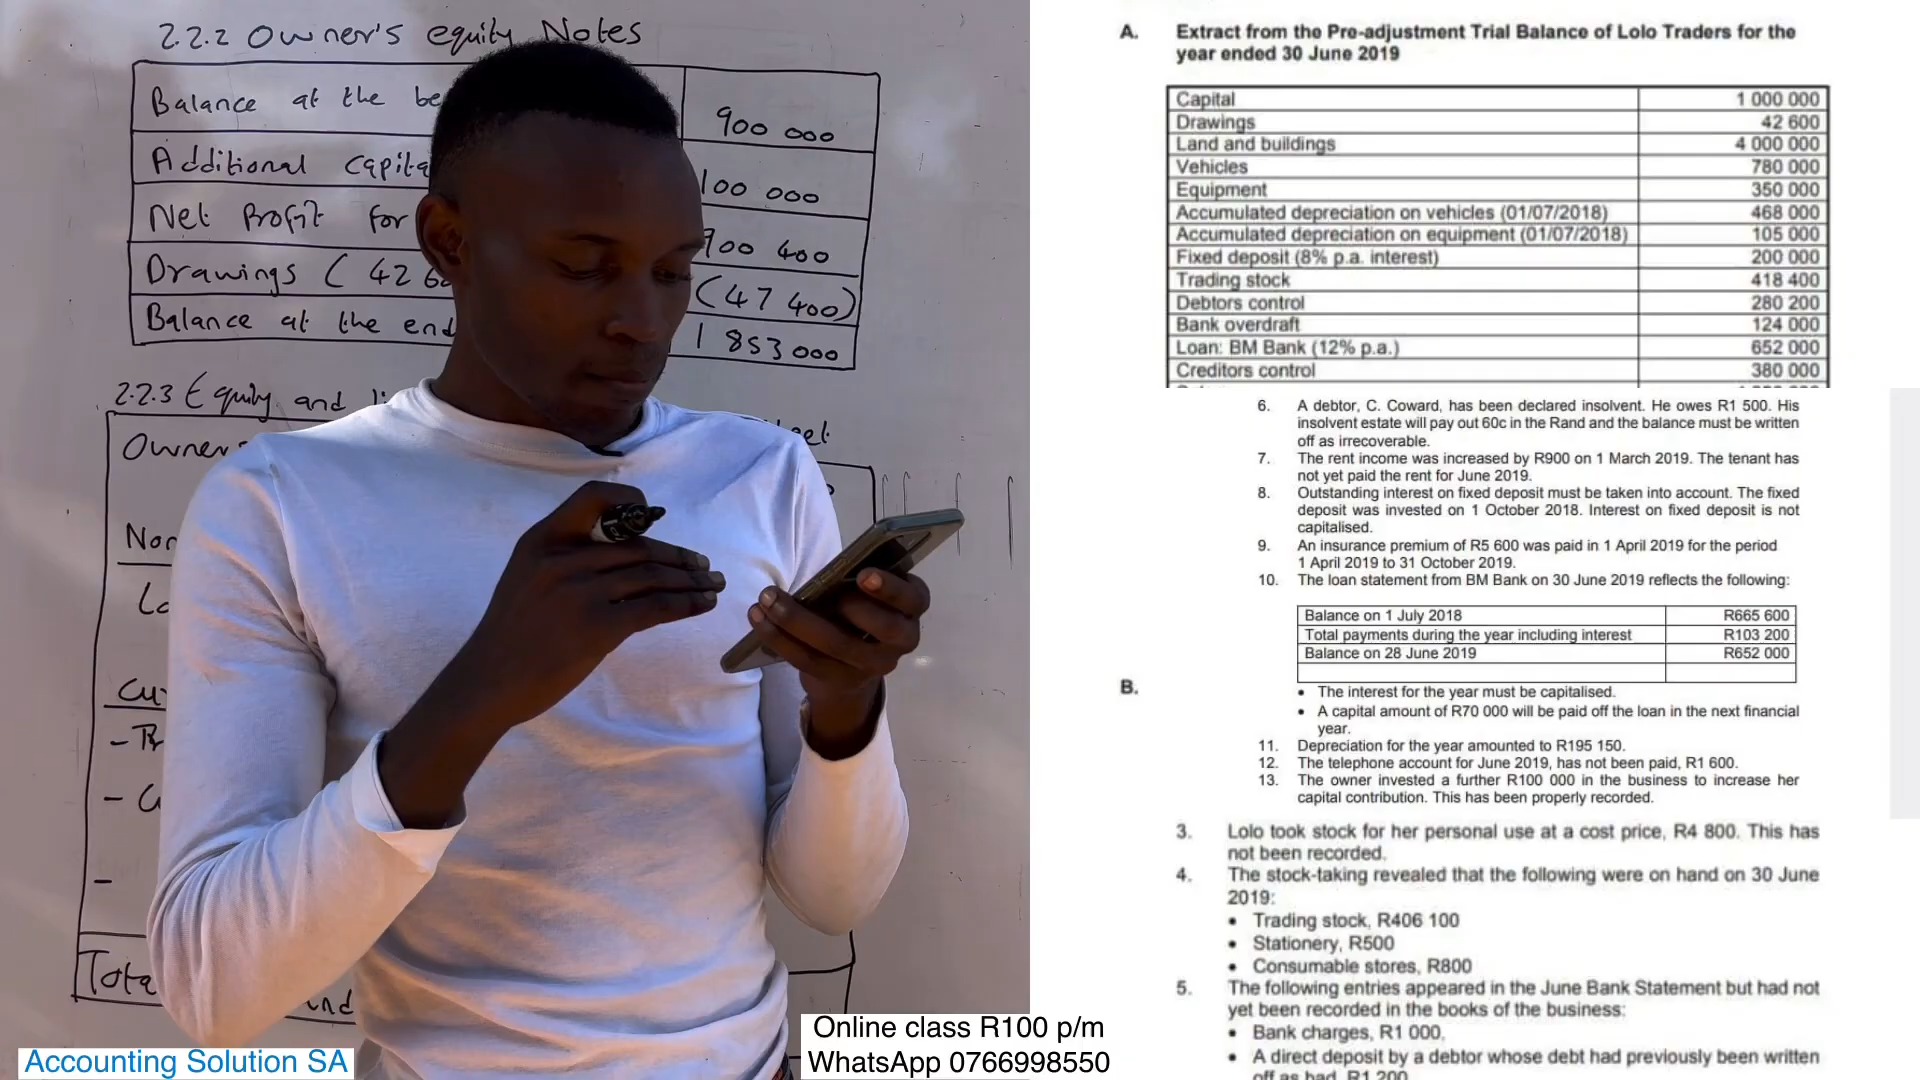 2.2.2 Owner's equity Notes
Balance at the be
900 000
Additional capita
100 000
Net Profit for
900 400
Drawings ( 42 6
(47 400)
Balance at the end
1 853 000
2.2.3 Equity and li
Owner
Nor
Cu
Tota
and
Accounting Solution SA
Online class R100 p/m
WhatsApp 0766998550
A. Extract from the Pre-adjustment Trial Balance of Lolo Traders for the
year ended 30 June 2019
Capital 1 000 000
Drawings 42 600
Land and buildings 4 000 000
Vehicles 780 000
Equipment 350 000
Accumulated depreciation on vehicles (01/07/2018) 468 000
Accumulated depreciation on equipment (01/07/2018) 105 000
Fixed deposit (8% p.a. interest) 200 000
Trading stock 418 400
Debtors control 280 200
Bank overdraft 124 000
Loan: BM Bank (12% p.a.) 652 000
Creditors control 380 000
6. A debtor, C. Coward, has been declared insolvent. He owes R1 500. His
insolvent estate will pay out 60c in the Rand and the balance must be written
off as irrecoverable.
7. The rent income was increased by R900 on 1 March 2019. The tenant has
not yet paid the rent for June 2019.
8. Outstanding interest on fixed deposit must be taken into account. The fixed
deposit was invested on 1 October 2018. Interest on fixed deposit is not
capitalised.
9. An insurance premium of R5 600 was paid in 1 April 2019 for the period
1 April 2019 to 31 October 2019.
10. The loan statement from BM Bank on 30 June 2019 reflects the following:
Balance on 1 July 2018 R665 600
Total payments during the year including interest R103 200
Balance on 28 June 2019 R652 000
B.
• The interest for the year must be capitalised.
• A capital amount of R70 000 will be paid off the loan in the next financial
year.
11. Depreciation for the year amounted to R195 150.
12. The telephone account for June 2019, has not been paid, R1 600.
13. The owner invested a further R100 000 in the business to increase her
capital contribution. This has been properly recorded.
3. Lolo took stock for her personal use at a cost price, R4 800. This has
not been recorded.
4. The stock-taking revealed that the following were on hand on 30 June
2019:
• Trading stock, R406 100
• Stationery, R500
• Consumable stores, R800
5. The following entries appeared in the June Bank Statement but had not
yet been recorded in the books of the business:
• Bank charges, R1 000,
• A direct deposit by a debtor whose debt had previously been written
off as bad, R1 200